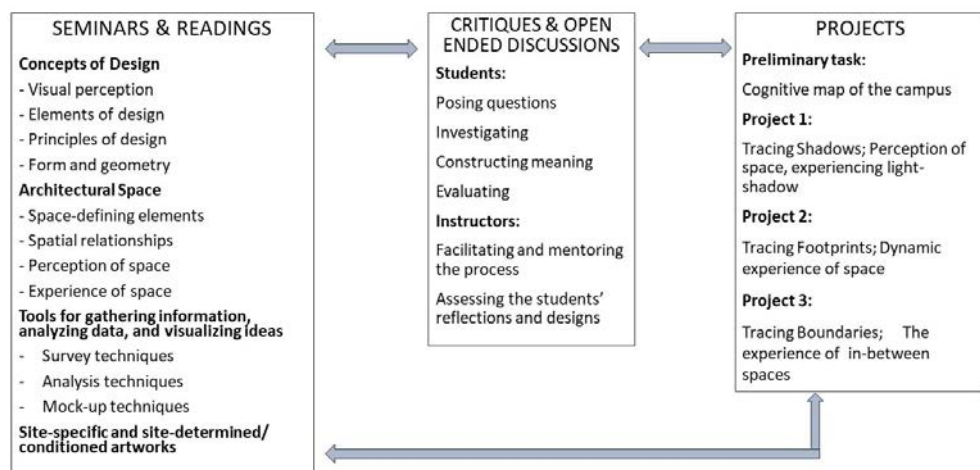 SEMINARS & READINGS
Concepts of Design
- Visual perception
- Elements of design
- Principles of design
- Form and geometry
Architectural Space
- Space-defining elements
- Spatial relationships
- Perception of space
- Experience of space
Tools for gathering information,
analyzing data, and visualizing ideas
- Survey techniques
- Analysis techniques
- Mock-up techniques
Site-specific and site-determined/
conditioned artworks
CRITIQUES & OPEN
ENDED DISCUSSIONS
Students:
Posing questions
Investigating
Constructing meaning
Evaluating
Instructors:
Facilitating and mentoring
the process
Assessing the students'
reflections and designs
PROJECTS
Preliminary task:
Cognitive map of the campus
Project 1:
Tracing Shadows; Perception of
space, experiencing light-
shadow
Project 2:
Tracing Footprints; Dynamic
experience of space
Project 3:
Tracing Boundaries; The
experience of in-between
spaces